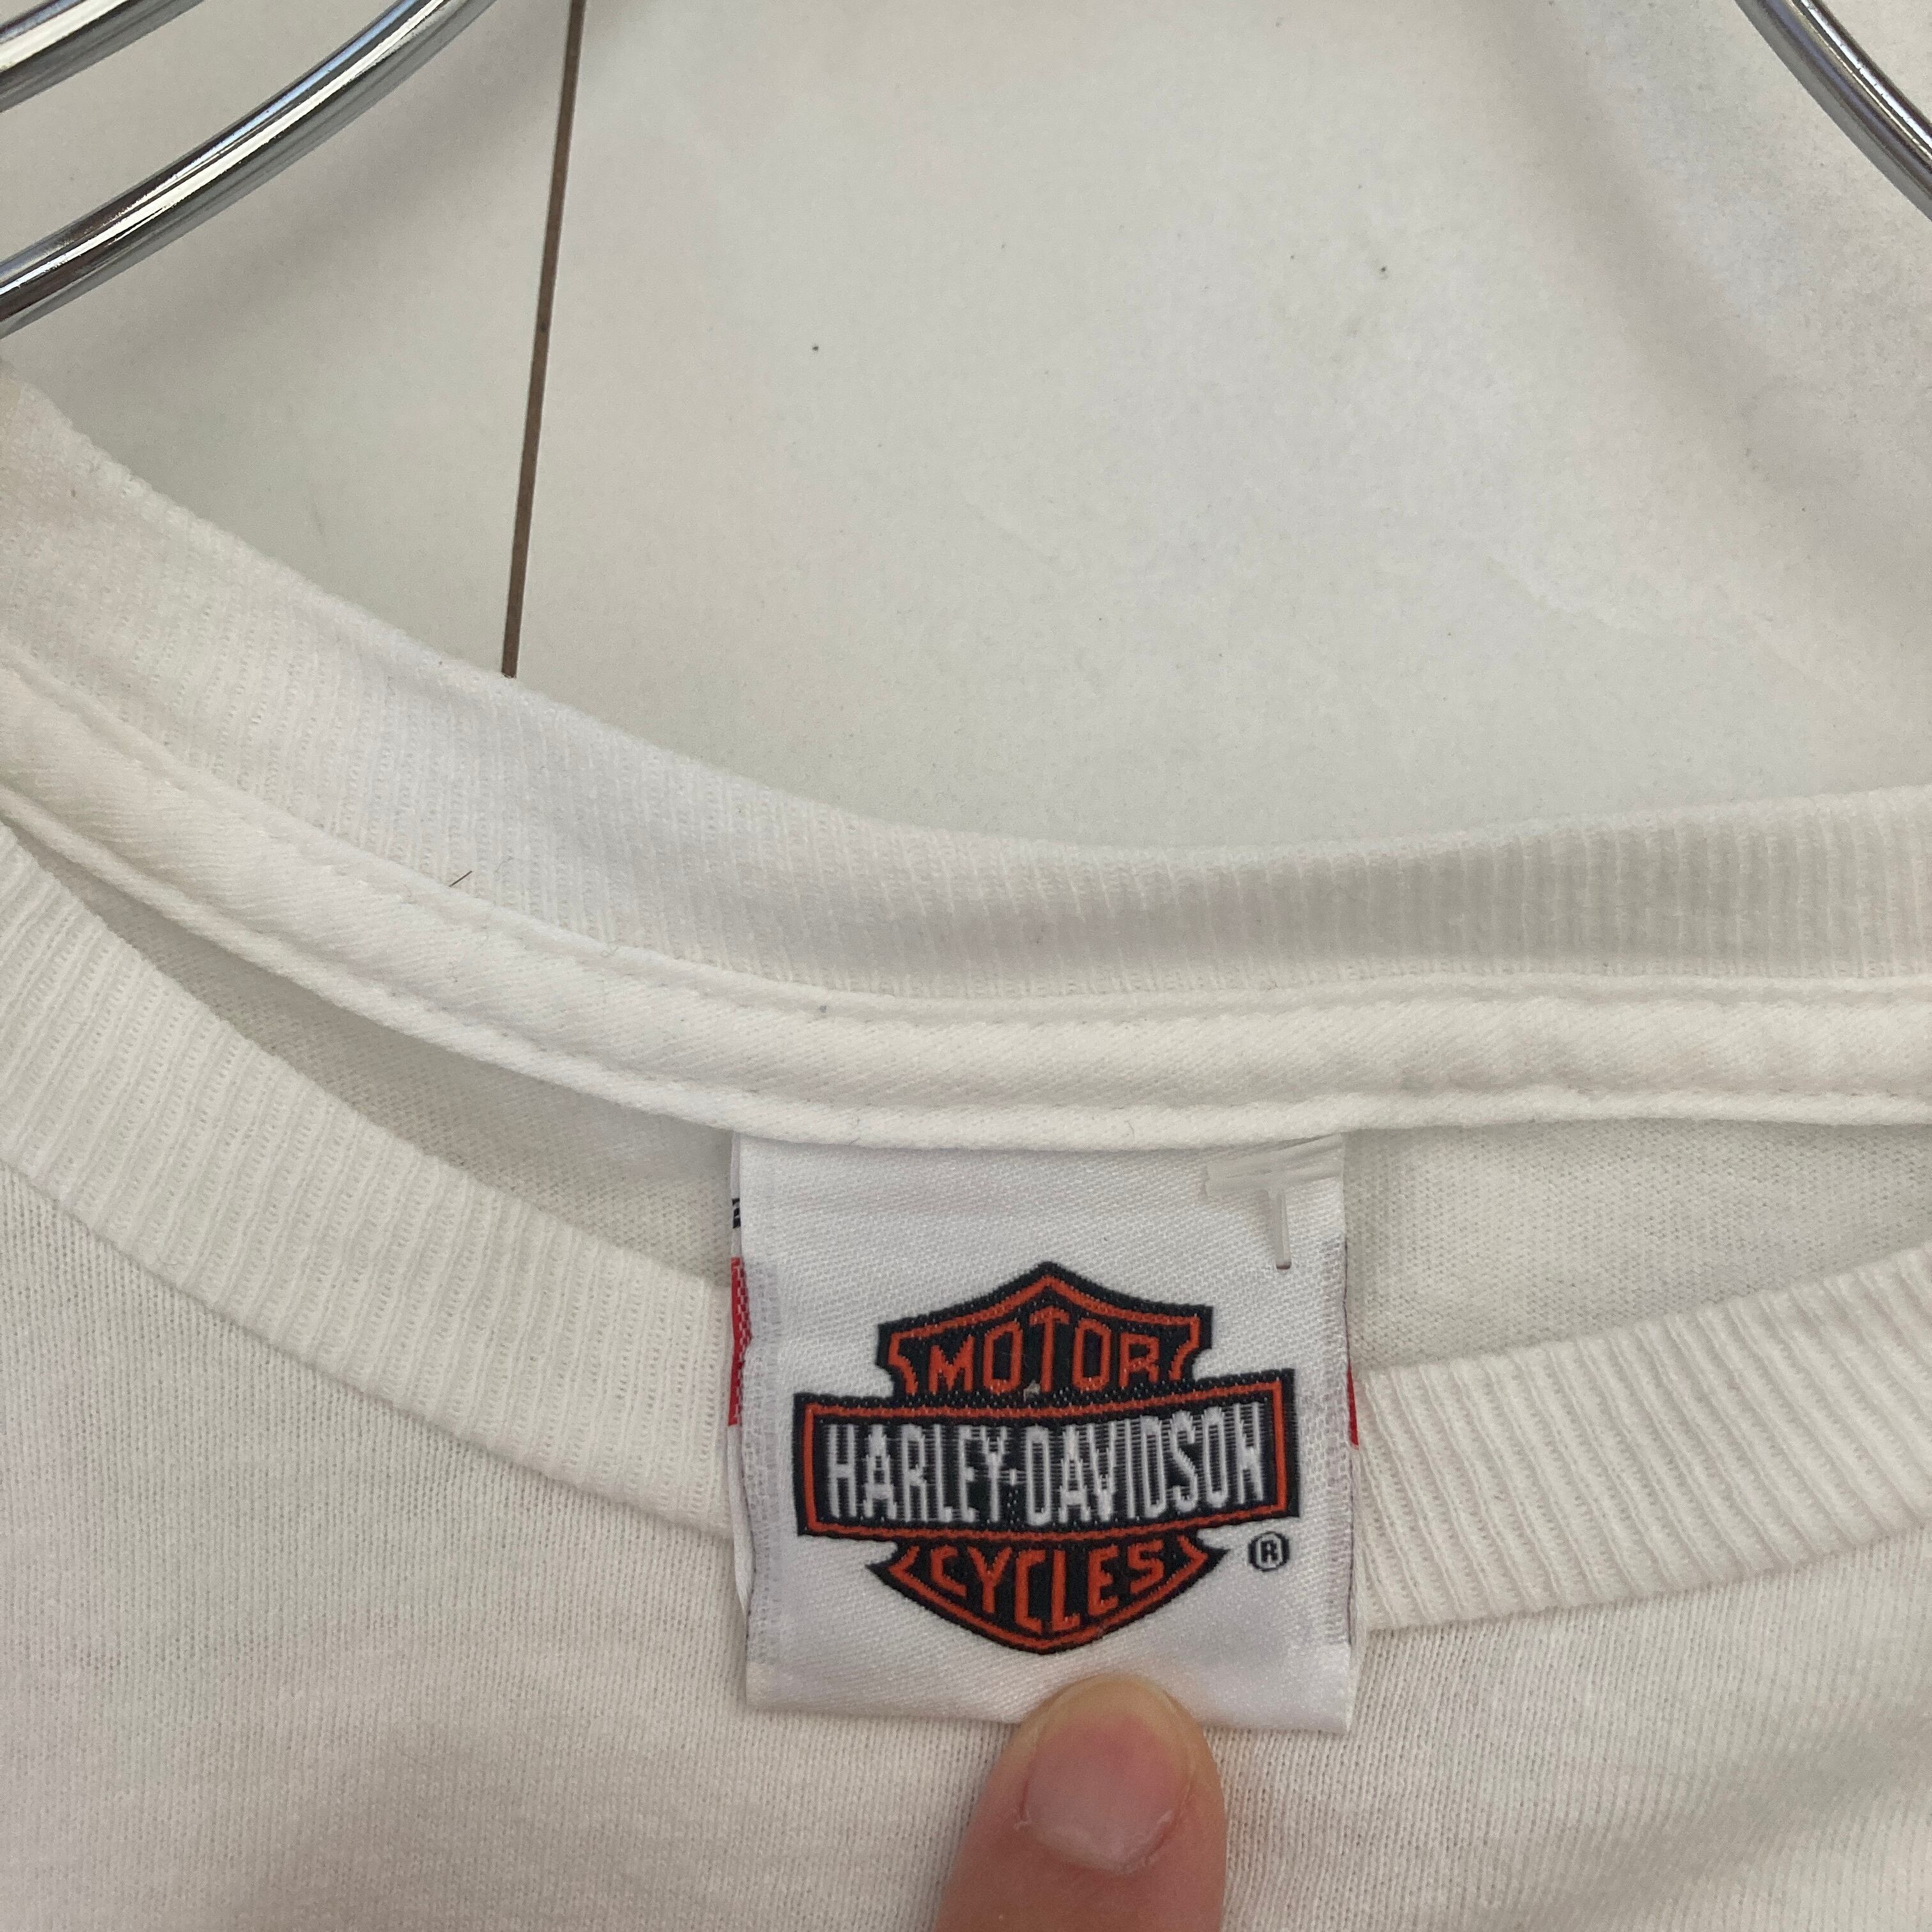 MOTOR
HARLEY-DAVIDSON
CYCLES
®